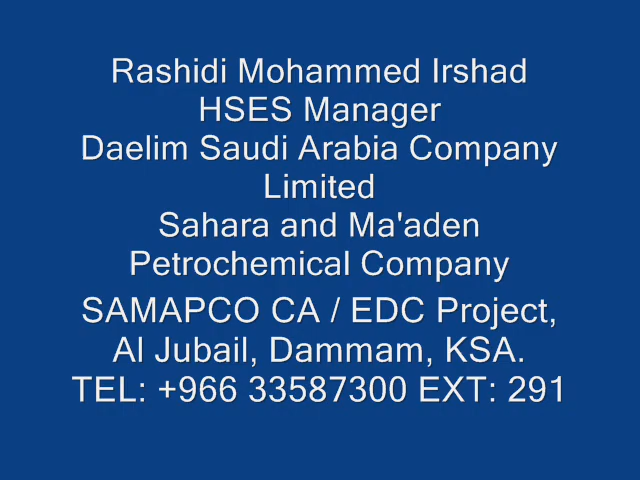 Rashidi Mohammed Irshad
HSES Manager
Daelim Saudi Arabia Company
Limited
Sahara and Ma'aden
Petrochemical Company
SAMAPCO CA / EDC Project,
Al Jubail, Dammam, KSA.
TEL: +966 33587300 EXT: 291